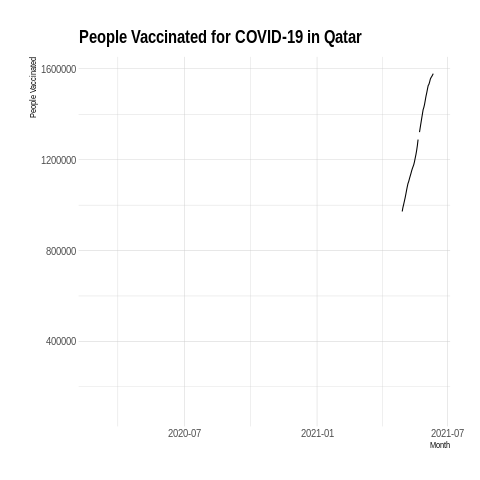 People Vaccinated for COVID-19 in Qatar
People Vaccinated
1600000
1200000
800000
400000
2020-07 2021-01 2021-07
Month